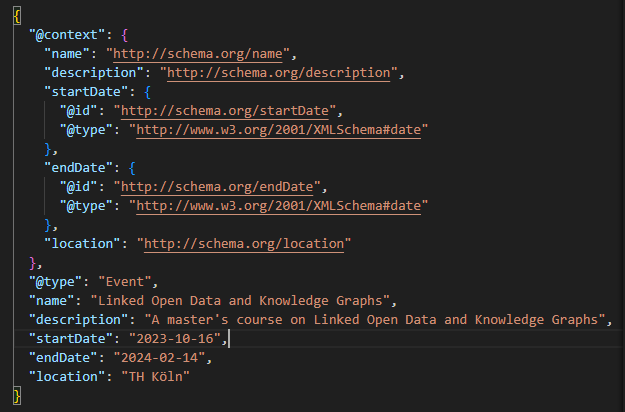 {
  "@context": {
    "name": "http://schema.org/name",
    "description": "http://schema.org/description",
    "startDate": {
      "@id": "http://schema.org/startDate",
      "@type": "http://www.w3.org/2001/XMLSchema#date"
    },
    "endDate": {
      "@id": "http://schema.org/endDate",
      "@type": "http://www.w3.org/2001/XMLSchema#date"
    },
    "location": "http://schema.org/location"
  },
  "@type": "Event",
  "name": "Linked Open Data and Knowledge Graphs",
  "description": "A master's course on Linked Open Data and Knowledge Graphs",
  "startDate": "2023-10-16",
  "endDate": "2024-02-14",
  "location": "TH Köln"
}